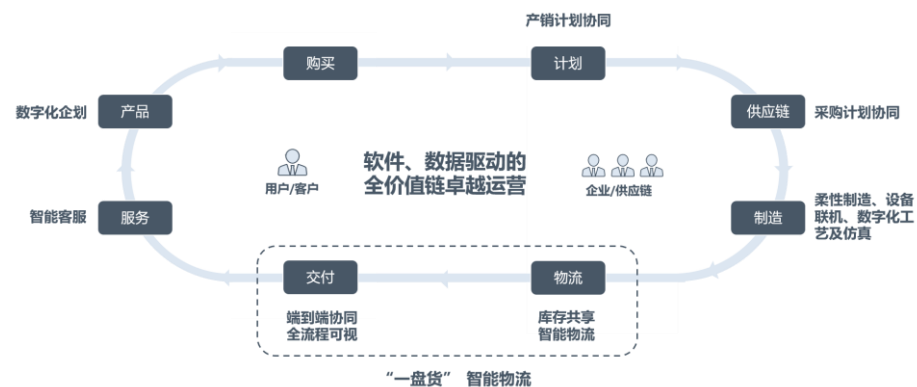 产销计划协同
购买
计划
数字化企划
产品
供应链
采购计划协同
软件、数据驱动的
全价值链卓越运营
用户/客户
企业/供应链
智能客服
服务
制造
柔性制造、设备
联机、数字化工
艺及仿真
交付
物流
端到端协同
全流程可视
库存共享
智能物流
“一盘货” 智能物流